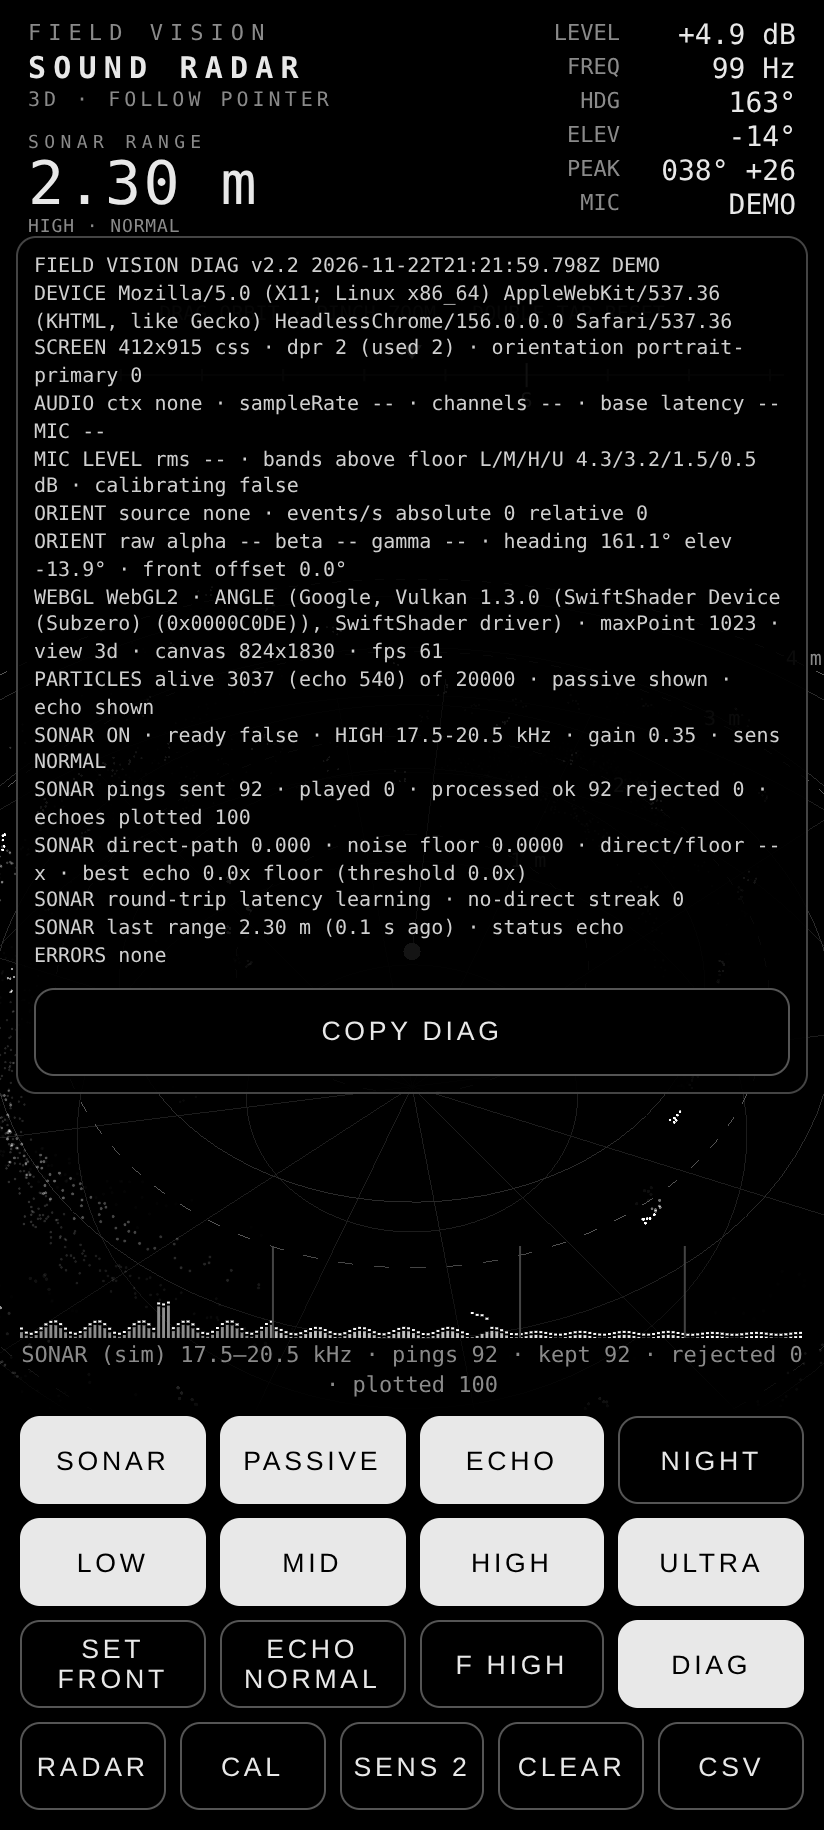 FIELD VISION
SOUND RADAR
3D · FOLLOW POINTER
SONAR RANGE
2.30 m
HIGH · NORMAL
LEVEL +4.9 dB
FREQ 99 Hz
HDG 163°
ELEV -14°
PEAK 038° +26
MIC DEMO
FIELD VISION DIAG v2.2 2026-11-22T21:21:59.798Z DEMO
DEVICE Mozilla/5.0 (X11; Linux x86_64) AppleWebKit/537.36
(KHTML, like Gecko) HeadlessChrome/156.0.0.0 Safari/537.36
SCREEN 412x915 css · dpr 2 (used 2) · orientation portrait-
primary 0
AUDIO ctx none · sampleRate -- · channels -- · base latency --
MIC --
MIC LEVEL rms -- · bands above floor L/M/H/U 4.3/3.2/1.5/0.5
dB · calibrating false
ORIENT source none · events/s absolute 0 relative 0
ORIENT raw alpha -- beta -- gamma -- · heading 161.1° elev
-13.9° · front offset 0.0°
WEBGL WebGL2 · ANGLE (Google, Vulkan 1.3.0 (SwiftShader Device
(Subzero) (0x0000C0DE)), SwiftShader driver) · maxPoint 1023 ·
view 3d · canvas 824x1830 · fps 61
PARTICLES alive 3037 (echo 540) of 20000 · passive shown ·
echo shown
SONAR ON · ready false · HIGH 17.5-20.5 kHz · gain 0.35 · sens
NORMAL
SONAR pings sent 92 · played 0 · processed ok 92 rejected 0 ·
echoes plotted 100
SONAR direct-path 0.000 · noise floor 0.0000 · direct/floor --
x · best echo 0.0x floor (threshold 0.0x)
SONAR round-trip latency learning · no-direct streak 0
SONAR last range 2.30 m (0.1 s ago) · status echo
ERRORS none
4 m
3 m
COPY DIAG
SONAR (sim) 17.5–20.5 kHz · pings 92 · kept 92 · rejected 0
· plotted 100
SONAR
PASSIVE
ECHO
NIGHT
LOW
MID
HIGH
ULTRA
SET
FRONT
ECHO
NORMAL
F HIGH
DIAG
RADAR
CAL
SENS 2
CLEAR
CSV